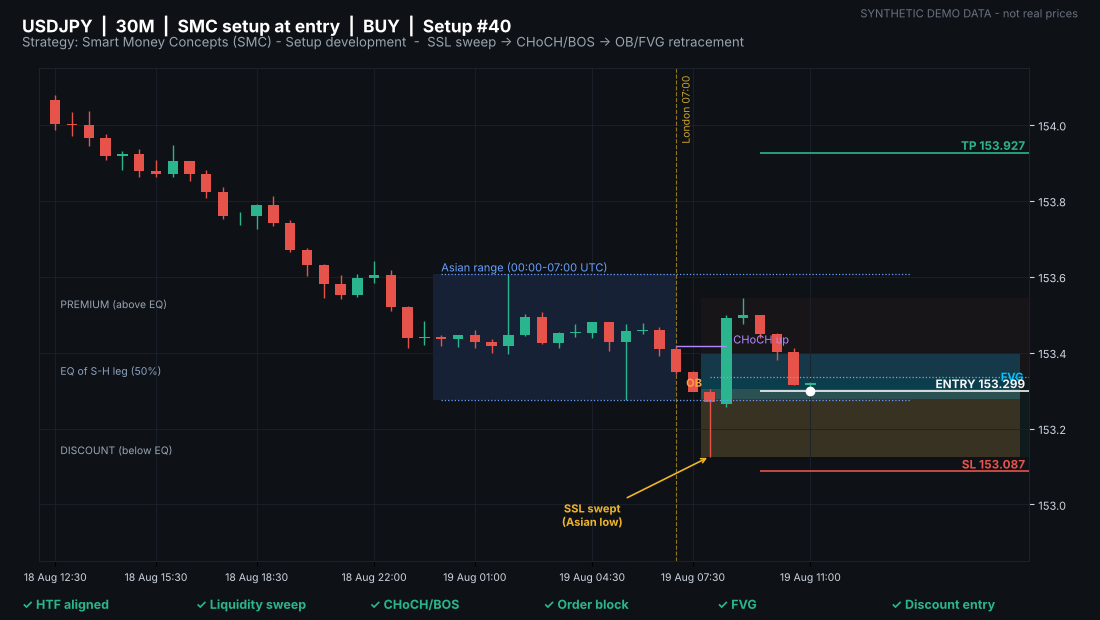 SYNTHETIC DEMO DATA - not real prices
USDJPY | 30M | SMC setup at entry | BUY | Setup #40
Strategy: Smart Money Concepts (SMC) - Setup development - SSL sweep → CHoCH/BOS → OB/FVG retracement
London 07:00
154.0
TP 153.927
153.8
Asian range (00:00-07:00 UTC)
153.6
PREMIUM (above EQ)
CHoCH up
153.4
EQ of S-H leg (50%)
FVG
OB
ENTRY 153.299
153.2
DISCOUNT (below EQ)
SL 153.087
SSL swept
(Asian low)
153.0
18 Aug 12:30
18 Aug 15:30
18 Aug 18:30
18 Aug 22:00
19 Aug 01:00
19 Aug 04:30
19 Aug 07:30
19 Aug 11:00
✓ HTF aligned
✓ Liquidity sweep
✓ CHoCH/BOS
✓ Order block
✓ FVG
✓ Discount entry